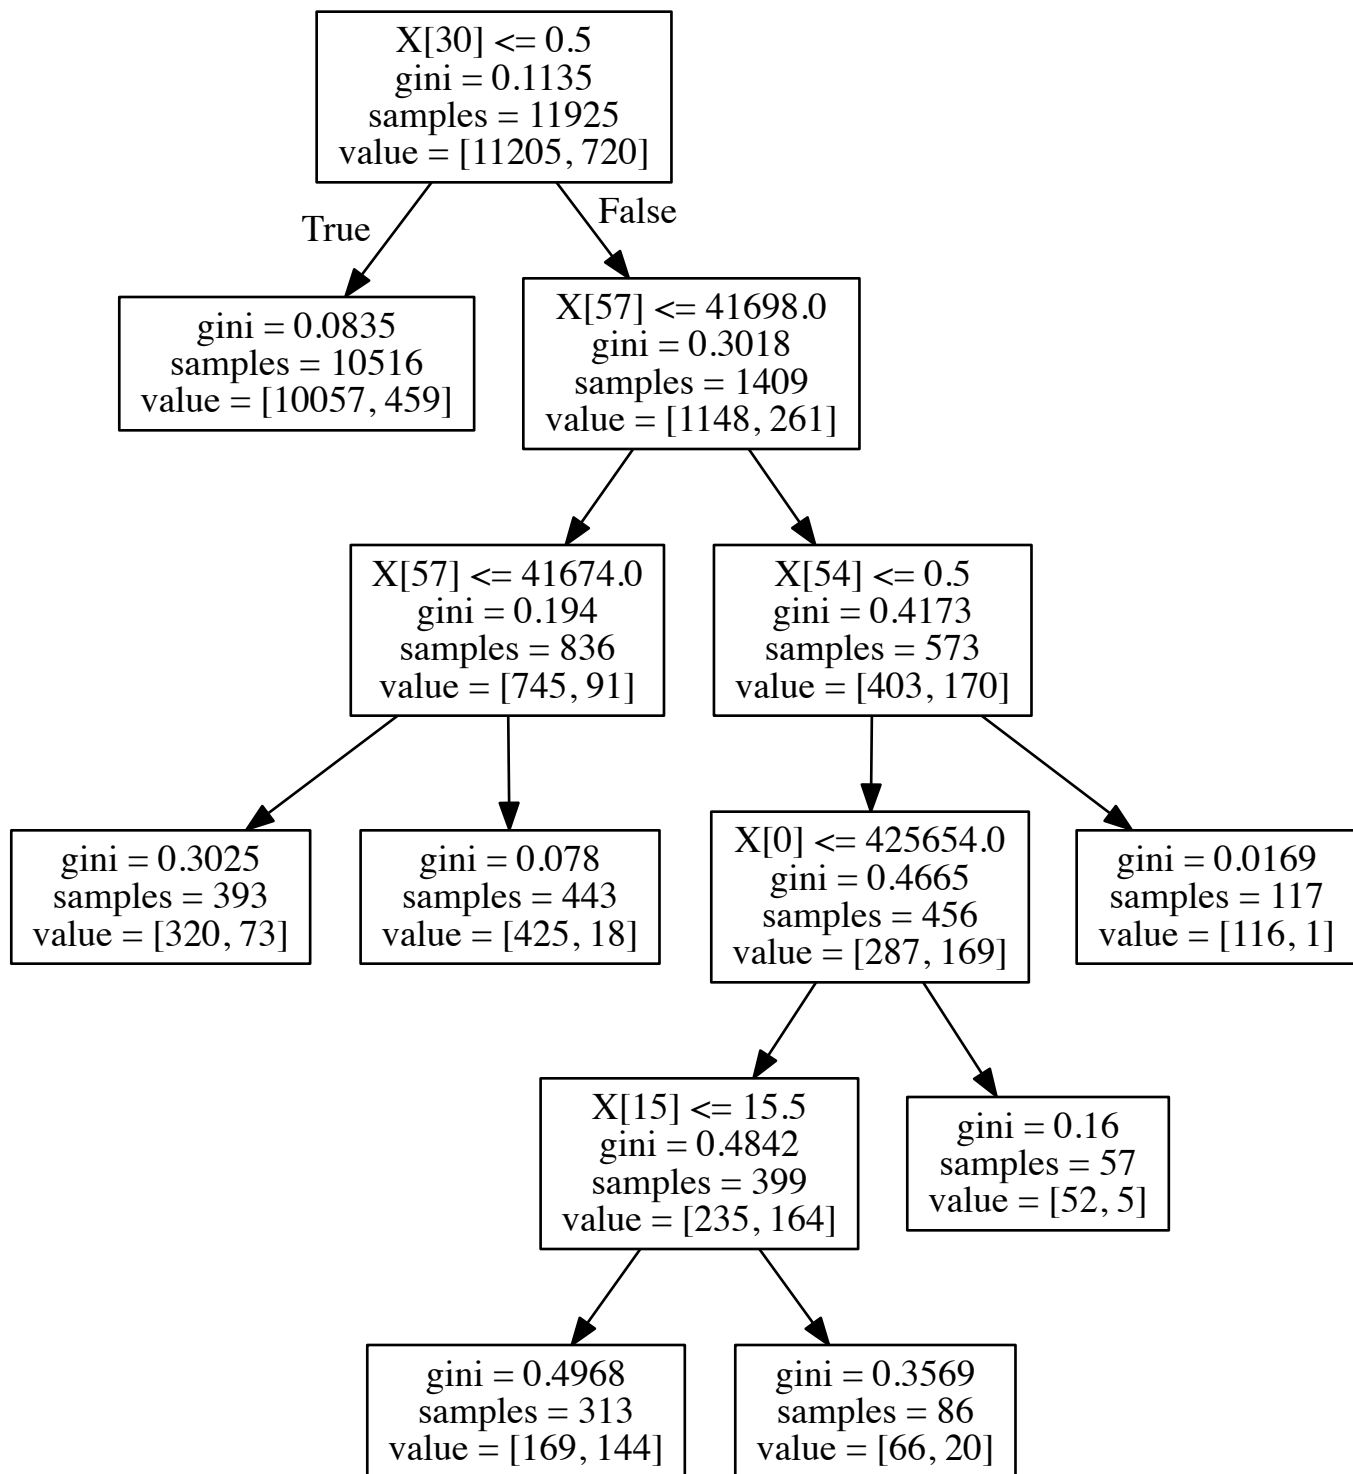 X[30] <= 0.5
gini = 0.1135
samples = 11925
value = [11205, 720]
True
False
gini = 0.0835
samples = 10516
value = [10057, 459]
X[57] <= 41698.0
gini = 0.3018
samples = 1409
value = [1148, 261]
X[57] <= 41674.0
gini = 0.194
samples = 836
value = [745, 91]
X[54] <= 0.5
gini = 0.4173
samples = 573
value = [403, 170]
gini = 0.3025
samples = 393
value = [320, 73]
gini = 0.078
samples = 443
value = [425, 18]
X[0] <= 425654.0
gini = 0.4665
samples = 456
value = [287, 169]
gini = 0.0169
samples = 117
value = [116, 1]
X[15] <= 15.5
gini = 0.4842
samples = 399
value = [235, 164]
gini = 0.16
samples = 57
value = [52, 5]
gini = 0.4968
samples = 313
value = [169, 144]
gini = 0.3569
samples = 86
value = [66, 20]